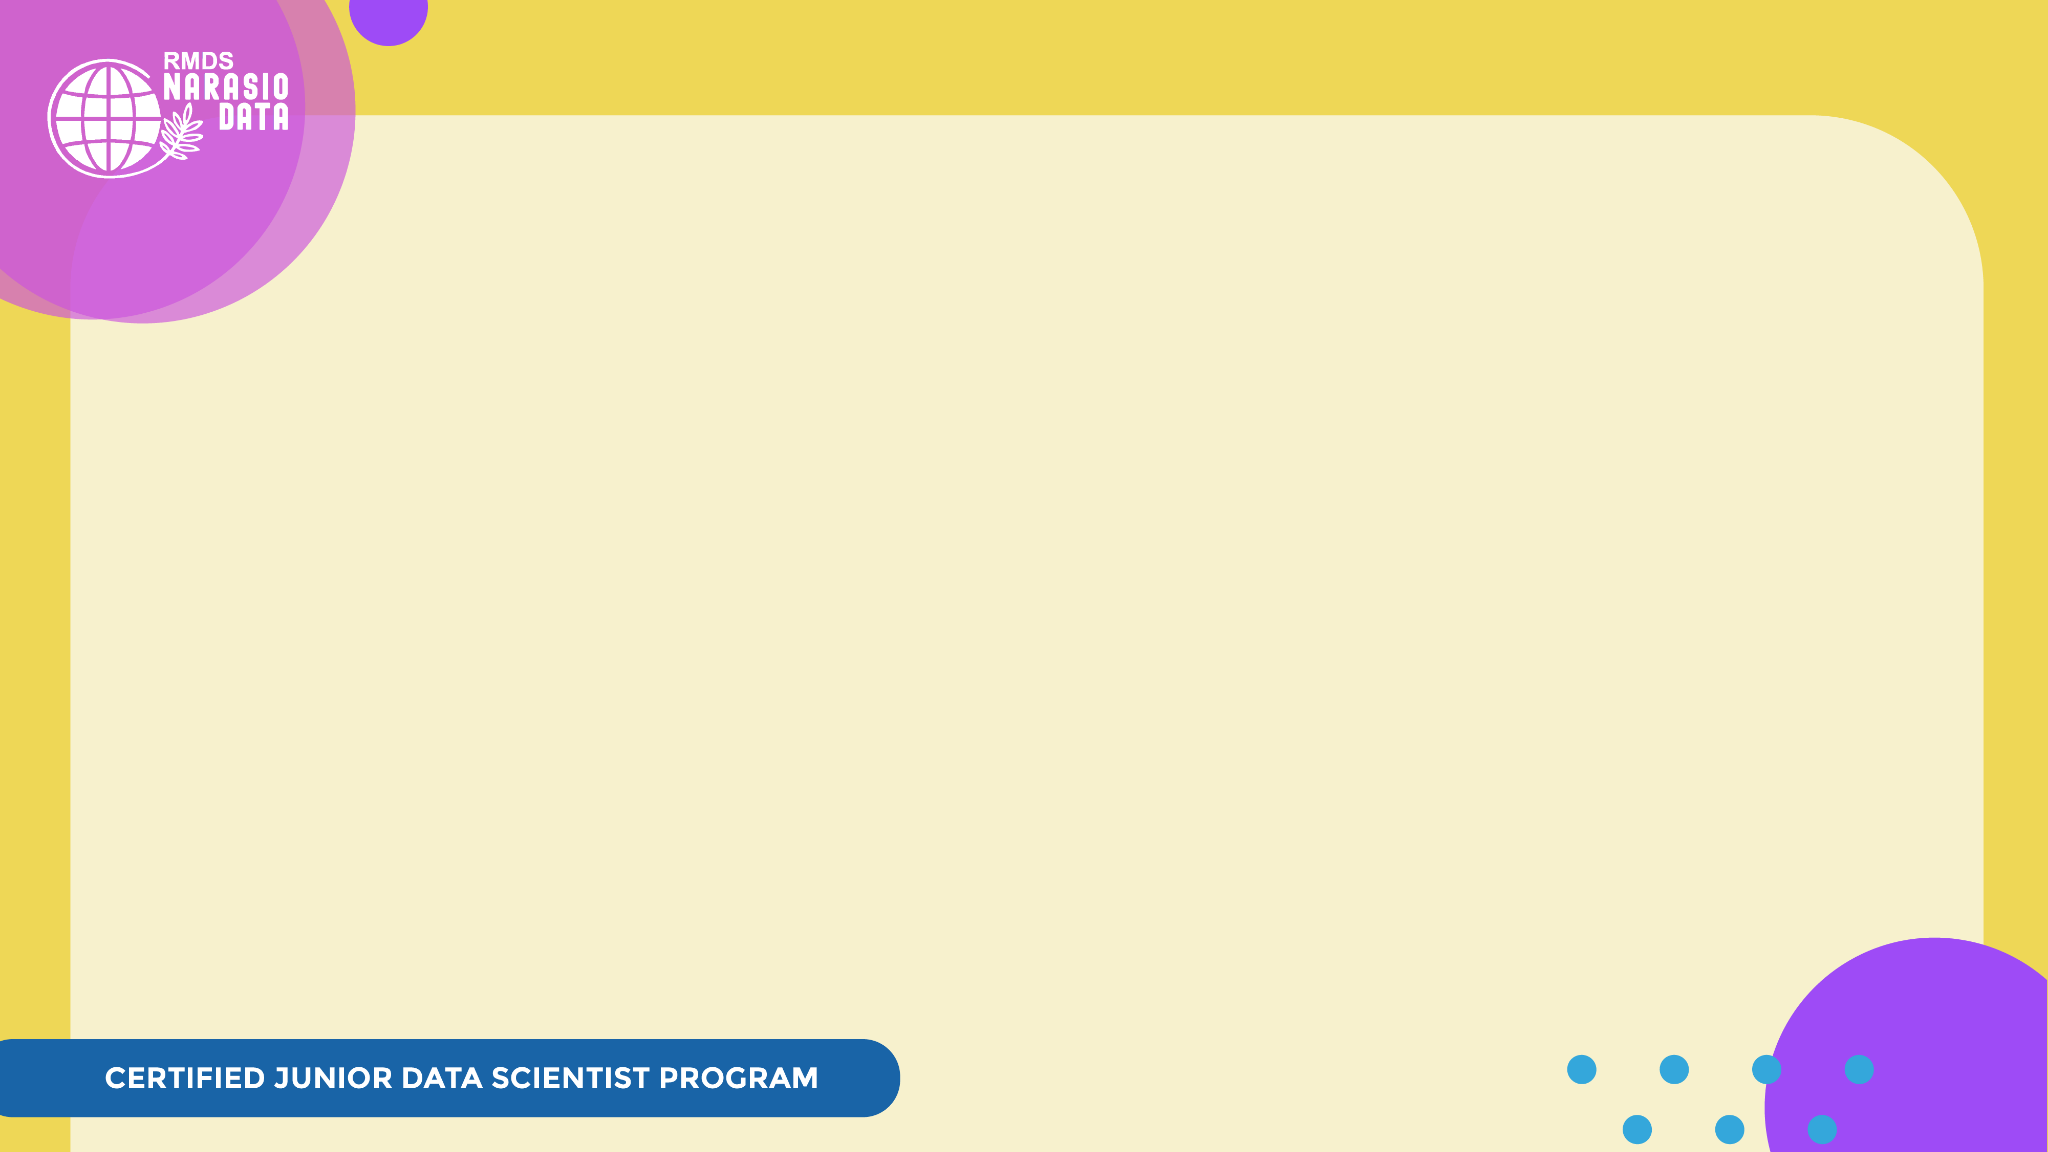 RMDS
NARASIO
DATA
CERTIFIED JUNIOR DATA SCIENTIST PROGRAM